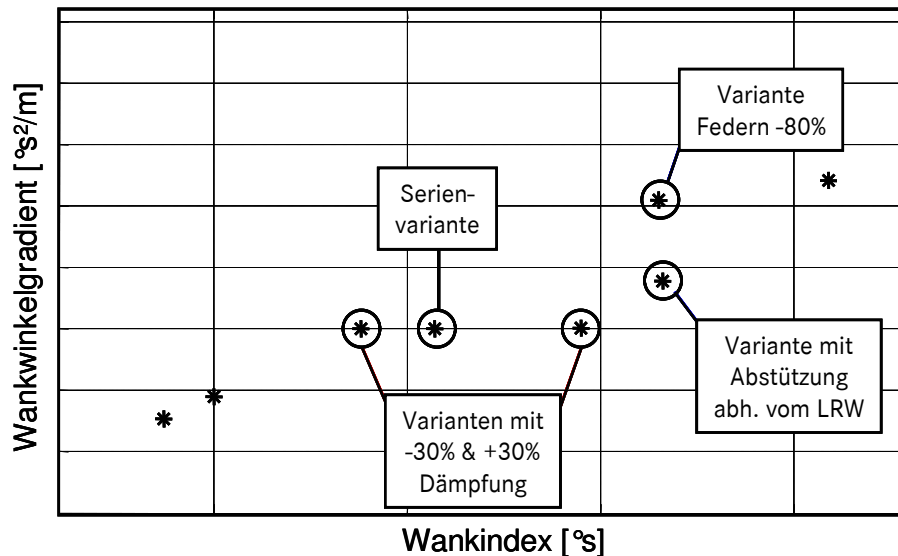 Wankwinkelgradient [°s²/m]
Variante
Federn -80%
Serien-
variante
Variante mit
Abstützung
abh. vom LRW
Varianten mit
-30% & +30%
Dämpfung
Wankindex [°s]